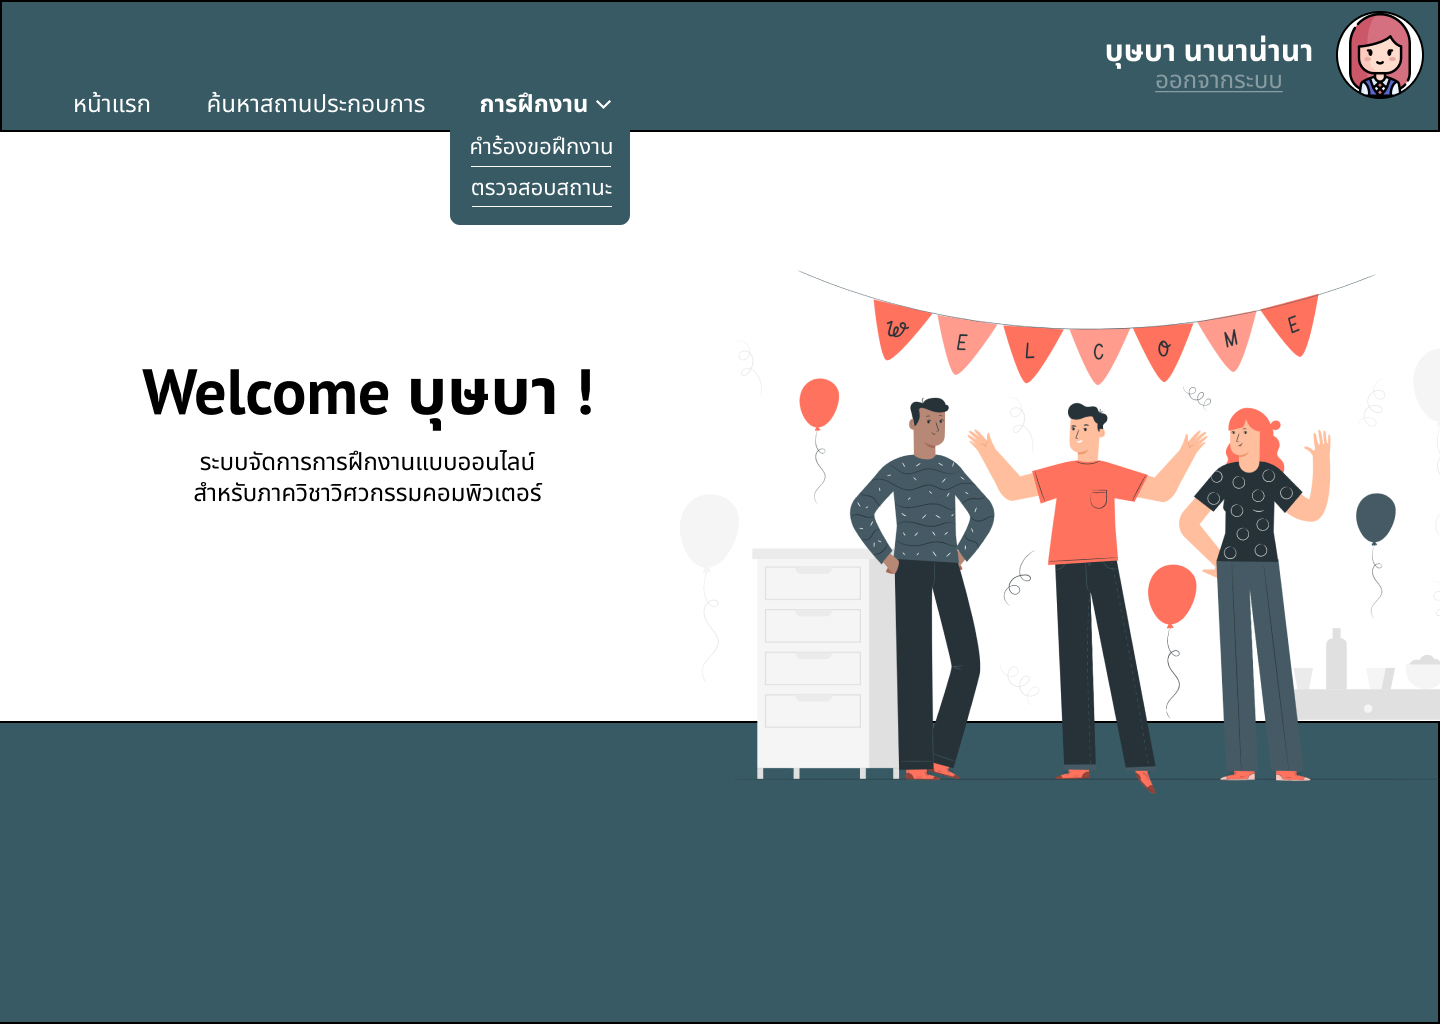 บุษบา นานาน่านา
ออกจากระบบ
หน้าแรก ค้นหาสถานประกอบการ การฝึกงาน
คำร้องขอฝึกงาน
ตรวจสอบสถานะ
WELCOME
Welcome บุษบา !
ระบบจัดการการฝึกงานแบบออนไลน์
สำหรับภาควิชาวิศวกรรมคอมพิวเตอร์